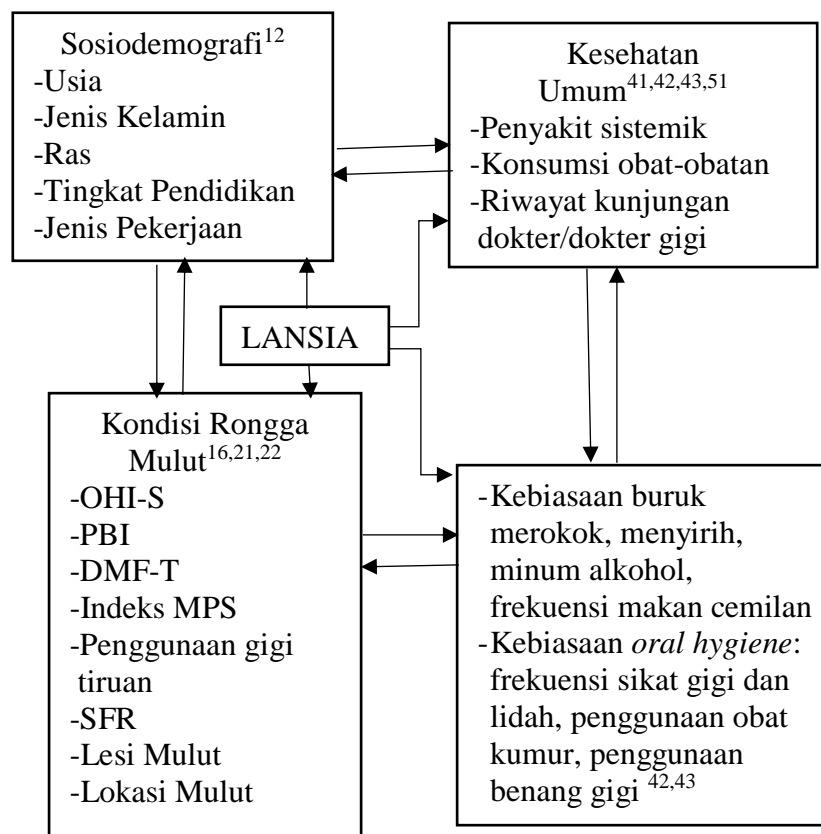 Sosiodemografi12
-Usia
-Jenis Kelamin
-Ras
-Tingkat Pendidikan
-Jenis Pekerjaan
Kesehatan
Umum41,42,43,51
-Penyakit sistemik
-Konsumsi obat-obatan
-Riwayat kunjungan
dokter/dokter gigi
LANSIA
Kondisi Rongga
Mulut16,21,22
-OHI-S
-PBI
-DMF-T
-Indeks MPS
-Penggunaan gigi
tiruan
-SFR
-Lesi Mulut
-Lokasi Mulut
-Kebiasaan buruk
merokok, menyirih,
minum alkohol,
frekuensi makan cemilan
-Kebiasaan oral hygiene:
frekuensi sikat gigi dan
lidah, penggunaan obat
kumur, penggunaan
benang gigi 42,43